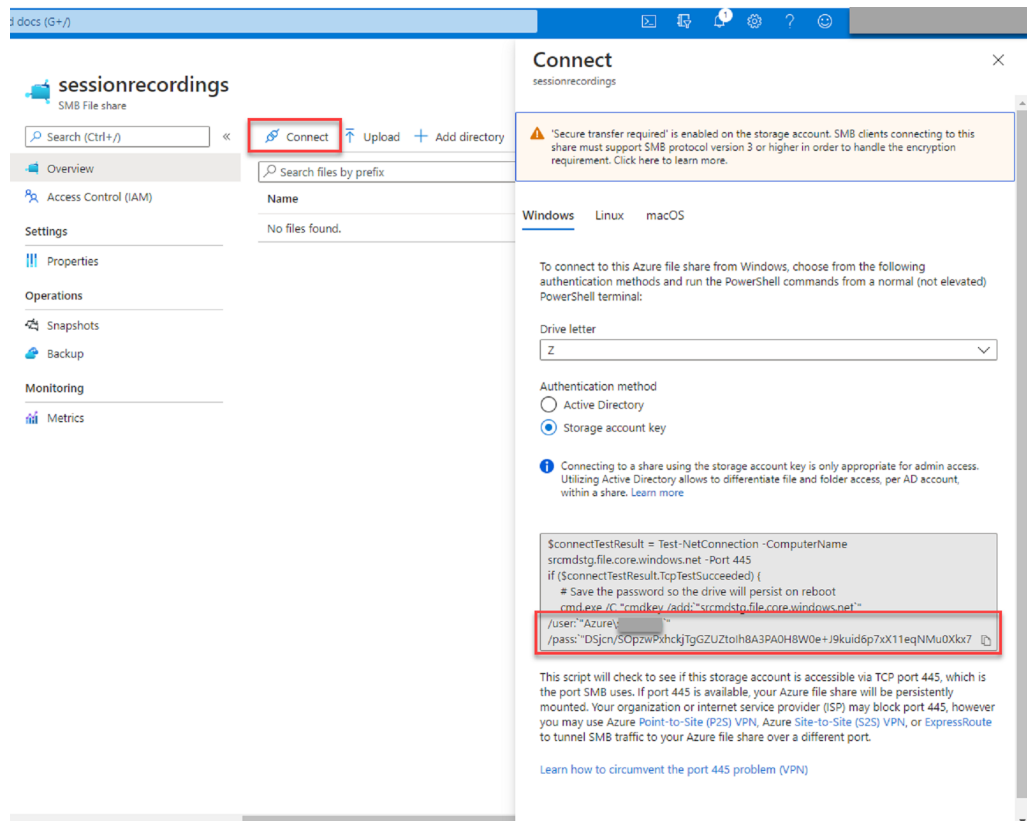 d docs (G+/)
1
sessionrecordings
SMB File share
Search (Ctrl+/)
«
Overview
Access Control (IAM)
Settings
Properties
Operations
Snapshots
Backup
Monitoring
Metrics
Connect
Upload
Add directory
Search files by prefix
Name
No files found.
Connect
sessionrecordings
'Secure transfer required' is enabled on the storage account. SMB clients connecting to this
share must support SMB protocol version 3 or higher in order to handle the encryption
requirement. Click here to learn more.
Windows Linux macOS
To connect to this Azure file share from Windows, choose from the following
authentication methods and run the PowerShell commands from a normal (not elevated)
PowerShell terminal:
Drive letter
Z
Authentication method
Active Directory
Storage account key
Connecting to a share using the storage account key is only appropriate for admin access.
Utilizing Active Directory allows to differentiate file and folder access, per AD account,
within a share. Learn more
$connectTestResult = Test-NetConnection -ComputerName
srcmdstg.file.core.windows.net -Port 445
if ($connectTestResult.TcpTestSucceeded) {
# Save the password so the drive will persist on reboot
cmd.exe /C "cmdkey /add:`"srcmdstg.file.core.windows.net`"
/user:`"Azure\ `"
/pass:`"DSjcn/SOpzwPxhckjTgGZUZtoIh8A3PA0H8W0e+J9kuid6p7xX11eqNMu0Xkx7
This script will check to see if this storage account is accessible via TCP port 445, which is
the port SMB uses. If port 445 is available, your Azure file share will be persistently
mounted. Your organization or internet service provider (ISP) may block port 445, however
you may use Azure Point-to-Site (P2S) VPN, Azure Site-to-Site (S2S) VPN, or ExpressRoute
to tunnel SMB traffic to your Azure file share over a different port.
Learn how to circumvent the port 445 problem (VPN)